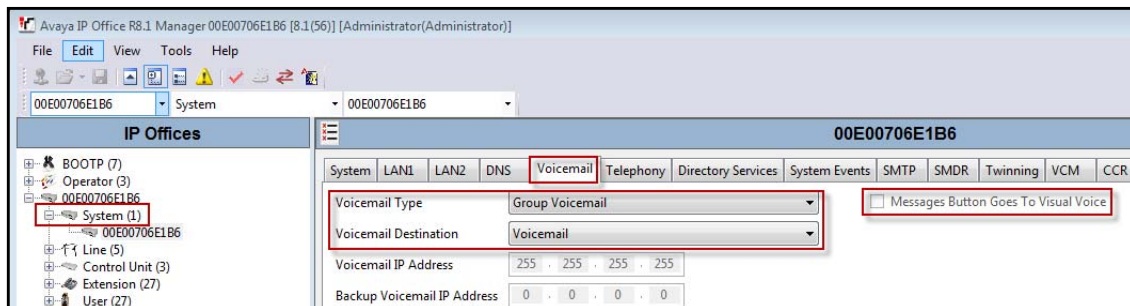 Avaya IP Office R8.1 Manager 00E00706E1B6 [8.1(56)] [Administrator(Administrator)]
File Edit View Tools Help
00E00706E1B6 System 00E00706E1B6
IP Offices
00E00706E1B6
BOOTP (7)
Operator (3)
00E00706E1B6
System (1)
00E00706E1B6
Line (5)
Control Unit (3)
Extension (27)
User (27)
System LAN1 LAN2 DNS Voicemail Telephony Directory Services System Events SMTP SMDR Twinning VCM CCR
Voicemail Type Group Voicemail Messages Button Goes To Visual Voice
Voicemail Destination Voicemail
Voicemail IP Address 255 . 255 . 255 . 255
Backup Voicemail IP Address 0 . 0 . 0 . 0